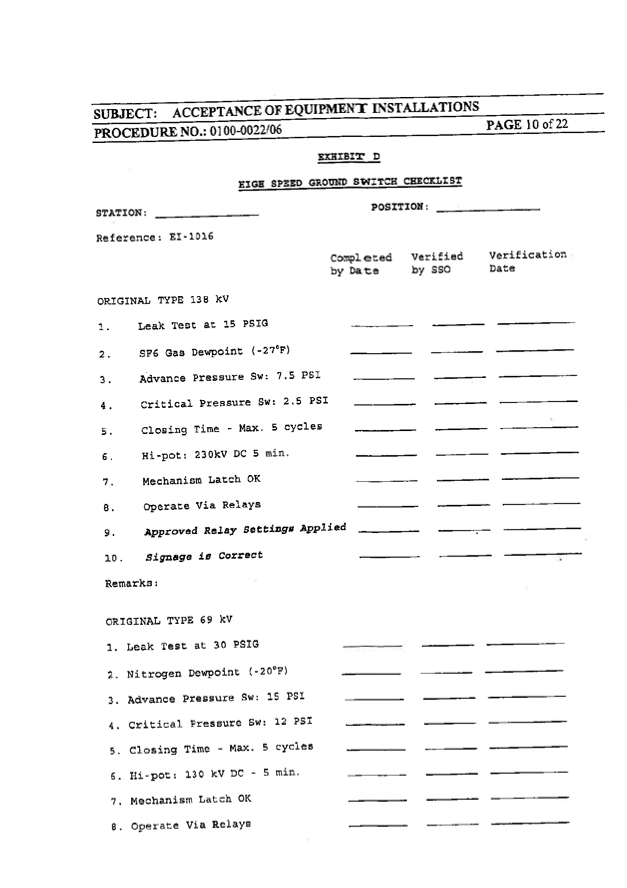 SUBJECT: ACCEPTANCE OF EQUIPMENT INSTALLATIONS
PROCEDURE NO.: 0100-0022/06 PAGE 10 of 22
EXHIBIT D
HIGH SPEED GROUND SWITCH CHECKLIST
STATION: POSITION:
Reference: EI-1016
Completed Verified Verification
by Date by SSO Date
ORIGINAL TYPE 138 kV
1. Leak Test at 15 PSIG
2. SF6 Gas Dewpoint (-27°F)
3. Advance Pressure Sw: 7.5 PSI
4. Critical Pressure Sw: 2.5 PSI
5. Closing Time - Max. 5 cycles
6. Hi-pot: 230kV DC 5 min.
7. Mechanism Latch OK
8. Operate Via Relays
9. Approved Relay Settings Applied
10. Signage is Correct
Remarks:
ORIGINAL TYPE 69 kV
1. Leak Test at 30 PSIG
2. Nitrogen Dewpoint (-20°F)
3. Advance Pressure Sw: 15 PSI
4. Critical Pressure Sw: 12 PSI
5. Closing Time - Max. 5 cycles
6. Hi-pot: 130 kV DC - 5 min.
7. Mechanism Latch OK
8. Operate Via Relays